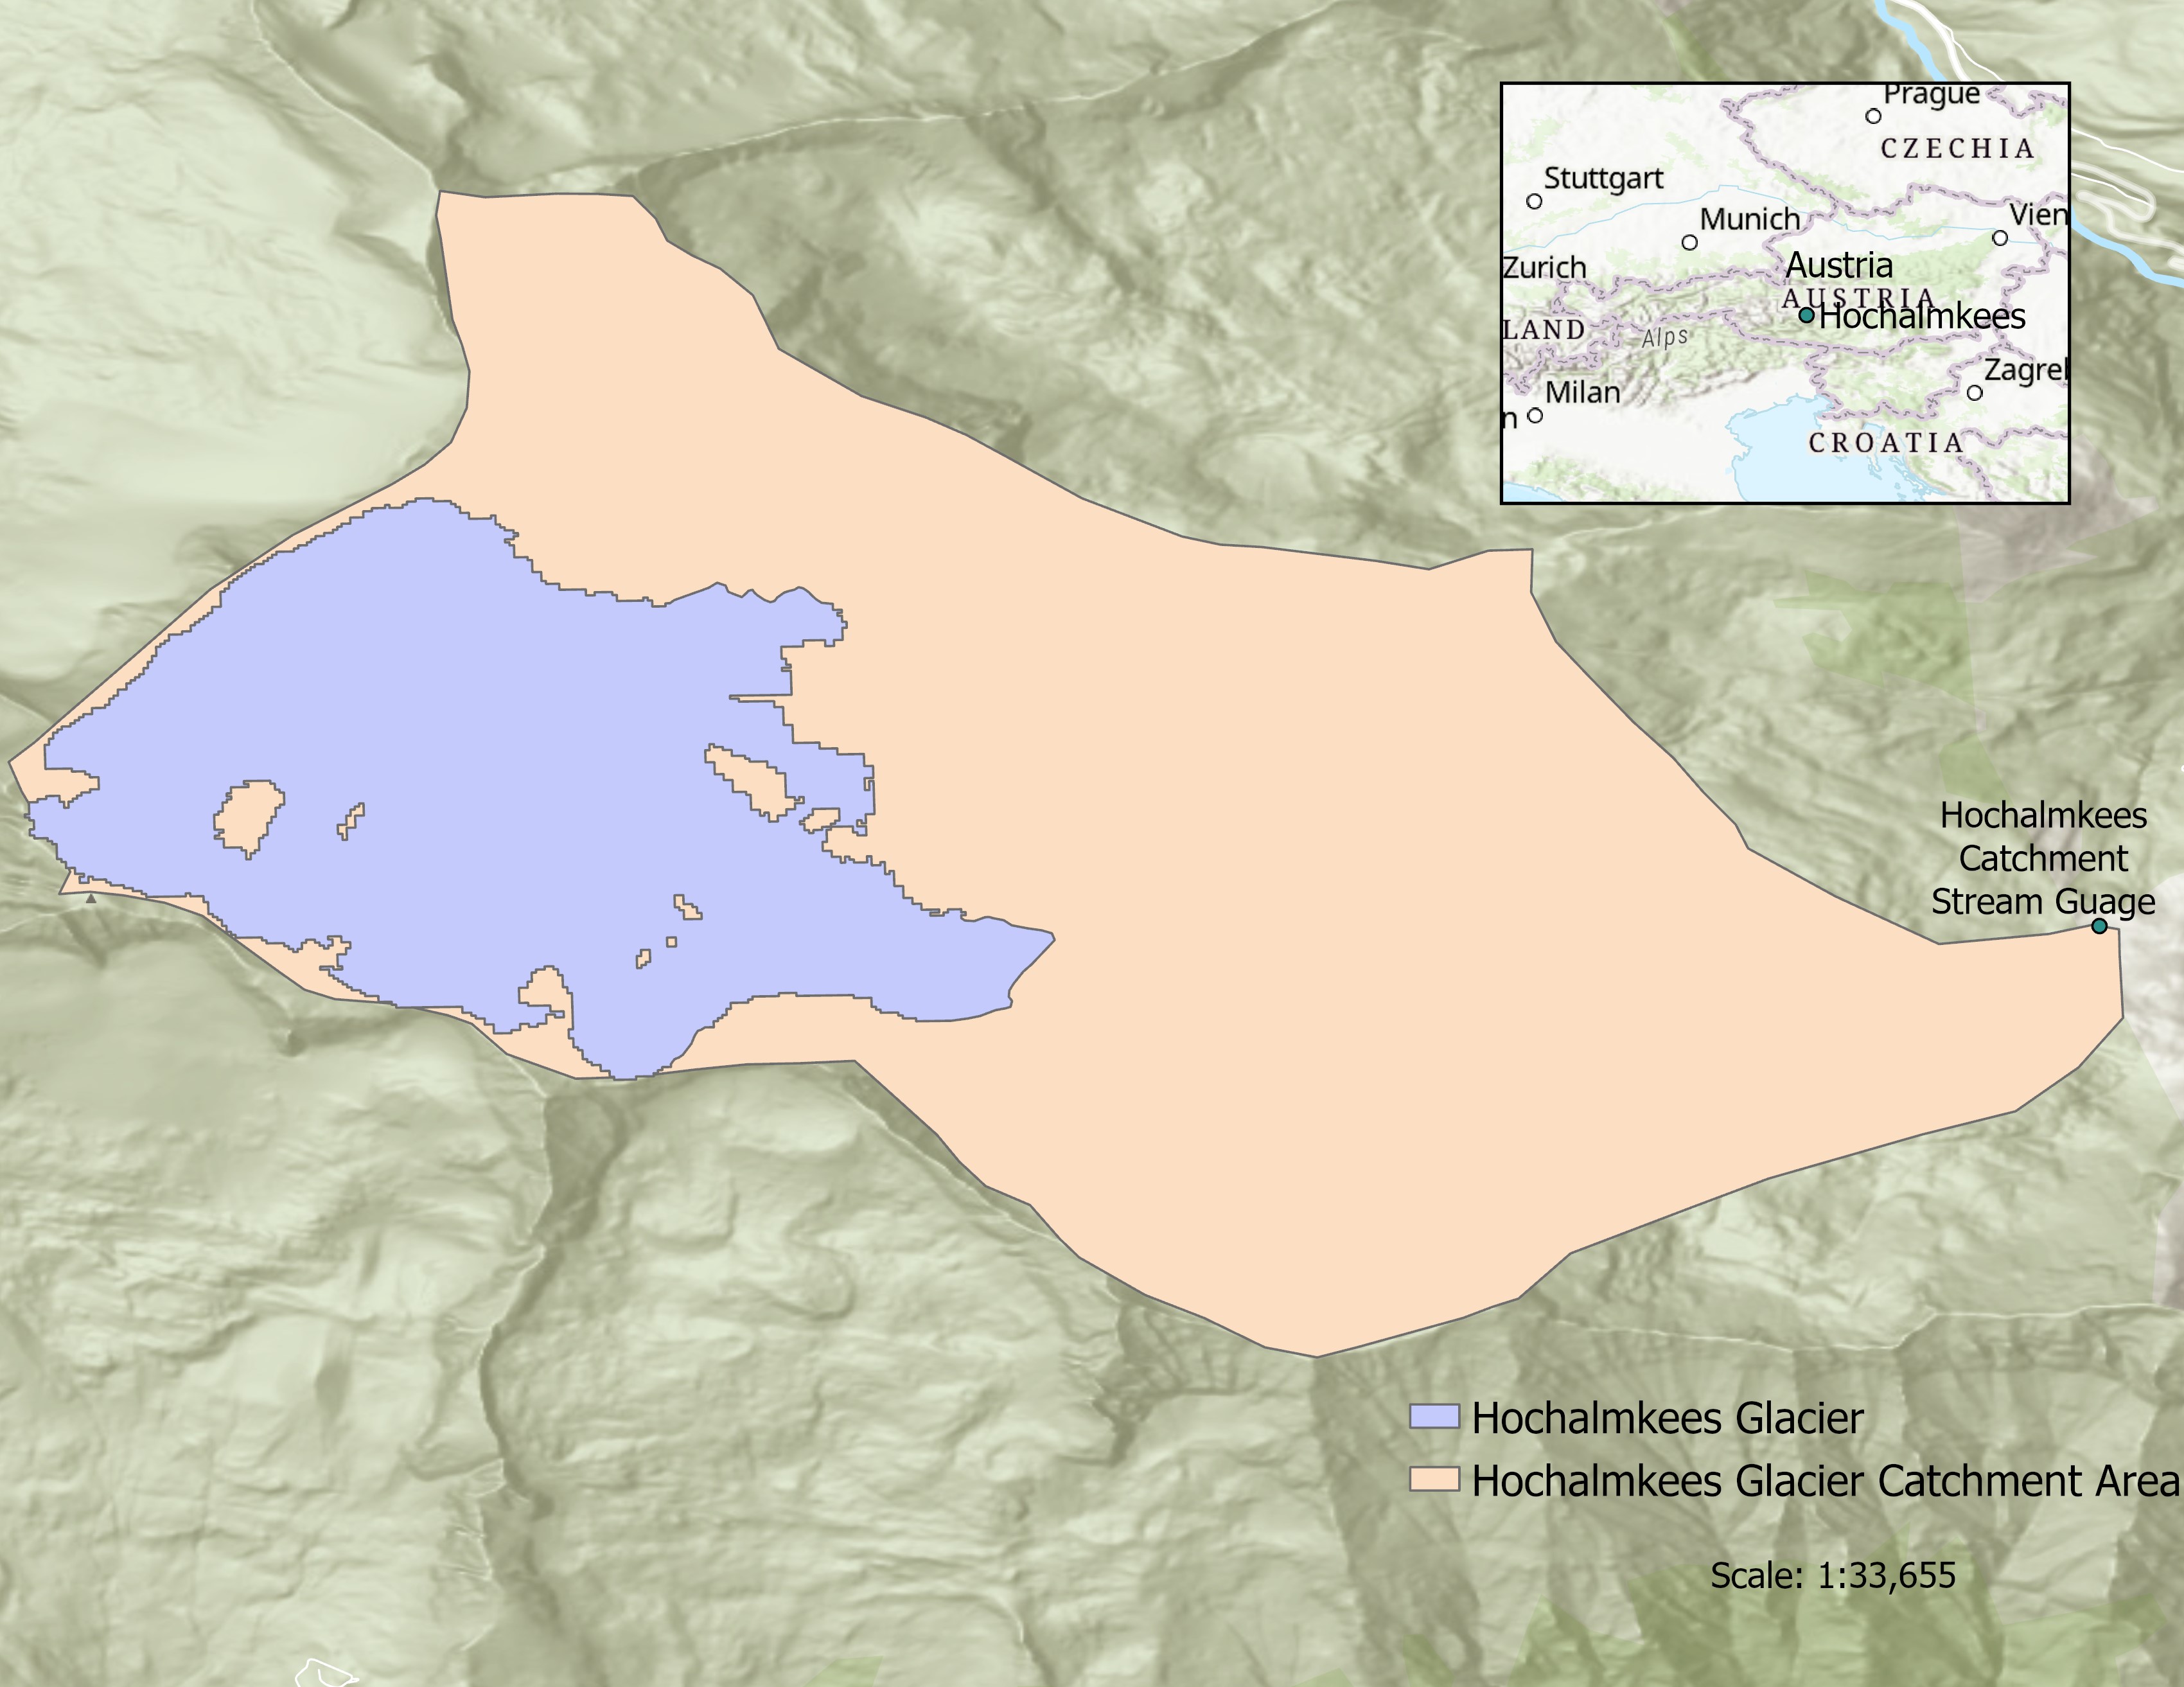 Prague
CZECHIA
Stuttgart
Munich
Vien
Zurich
Austria
AUSTRIA
Hochalmkees
LAND
Alps
Zagre
Milan
n
CROATIA
Hochalmkees
Catchment
Stream Guage
Hochalmkees Glacier
Hochalmkees Glacier Catchment Area
Scale: 1:33,655